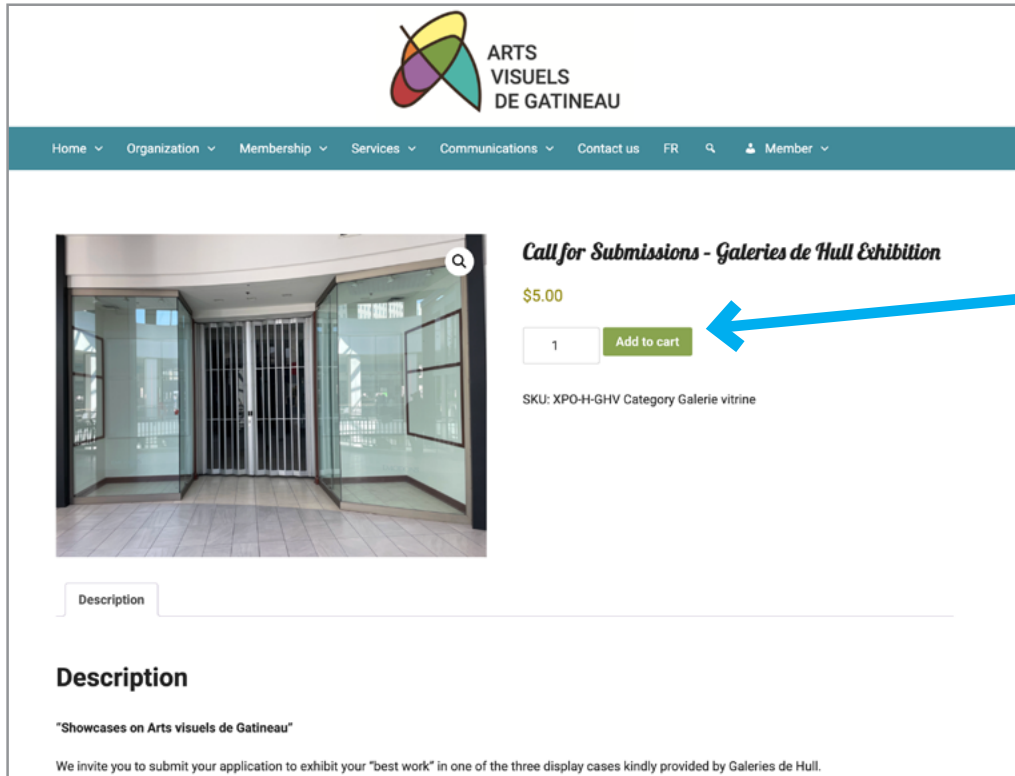 ARTS
VISUELS
DE GATINEAU
Home Organization Membership Services Communications Contact us FR Member
Call for Submissions - Galeries de Hull Exhibition
$5.00
1 Add to cart
SKU: XPO-H-GHV Category Galerie vitrine
Description
Description
"Showcases on Arts visuels de Gatineau"
We invite you to submit your application to exhibit your "best work" in one of the three display cases kindly provided by Galeries de Hull.